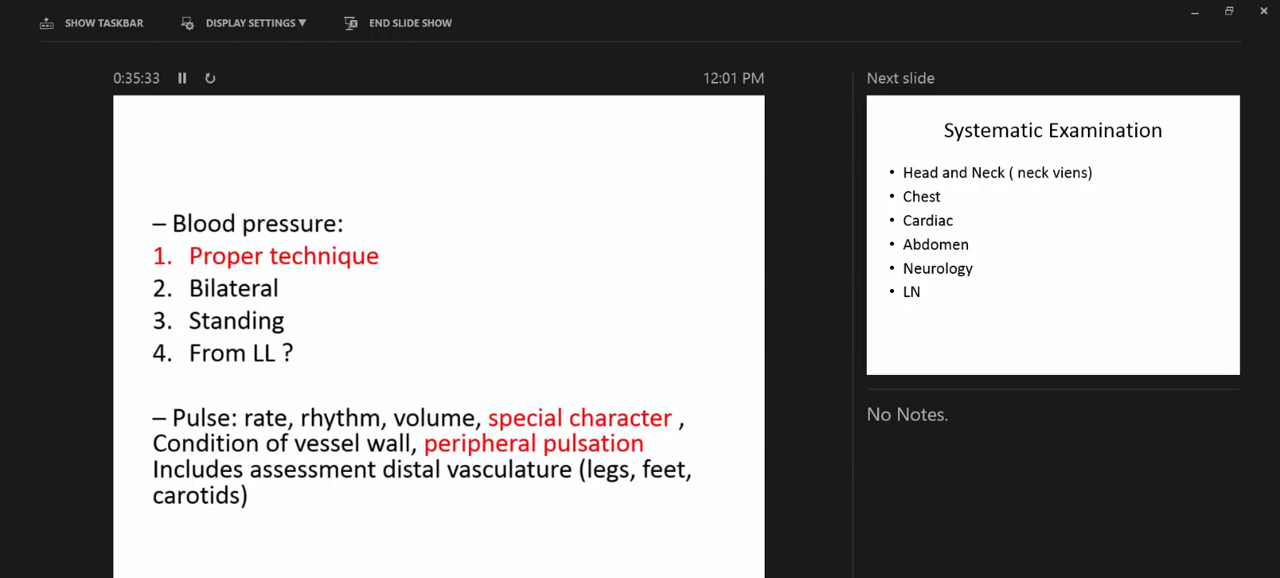 SHOW TASKBAR
DISPLAY SETTINGS ▼
END SLIDE SHOW
0:35:33
12:01 PM
– Blood pressure:
1. Proper technique
2. Bilateral
3. Standing
4. From LL ?
– Pulse: rate, rhythm, volume, special character ,
Condition of vessel wall, peripheral pulsation
Includes assessment distal vasculature (legs, feet,
carotids)
Next slide
Systematic Examination
• Head and Neck ( neck viens)
• Chest
• Cardiac
• Abdomen
• Neurology
• LN
No Notes.